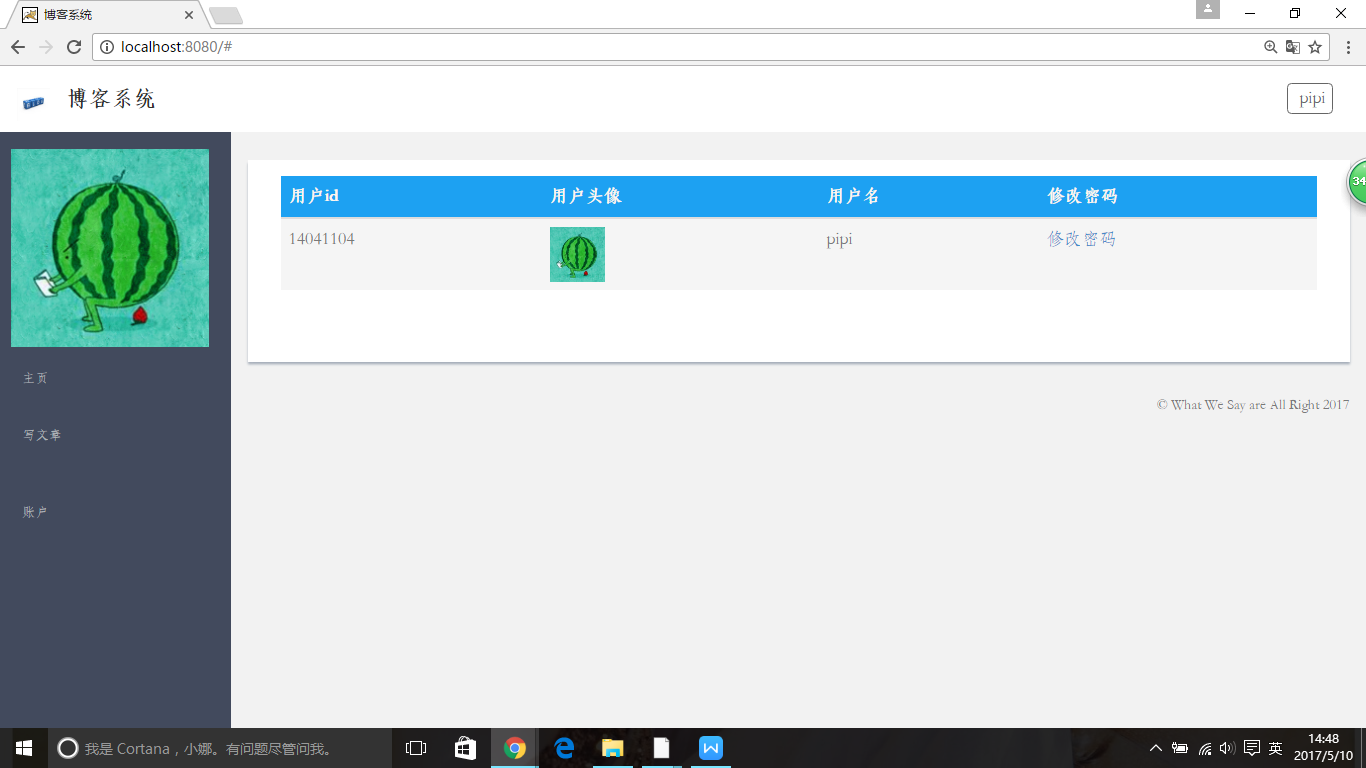 博客系统
localhost:8080/#
博客系统
pipi
用户id 用户头像 用户名 修改密码
14041104 pipi 修改密码
34
主页
写文章
账户
© What We Say are All Right 2017
我是 Cortana，小娜。有问题尽管问我。
英
14:48
2017/5/10